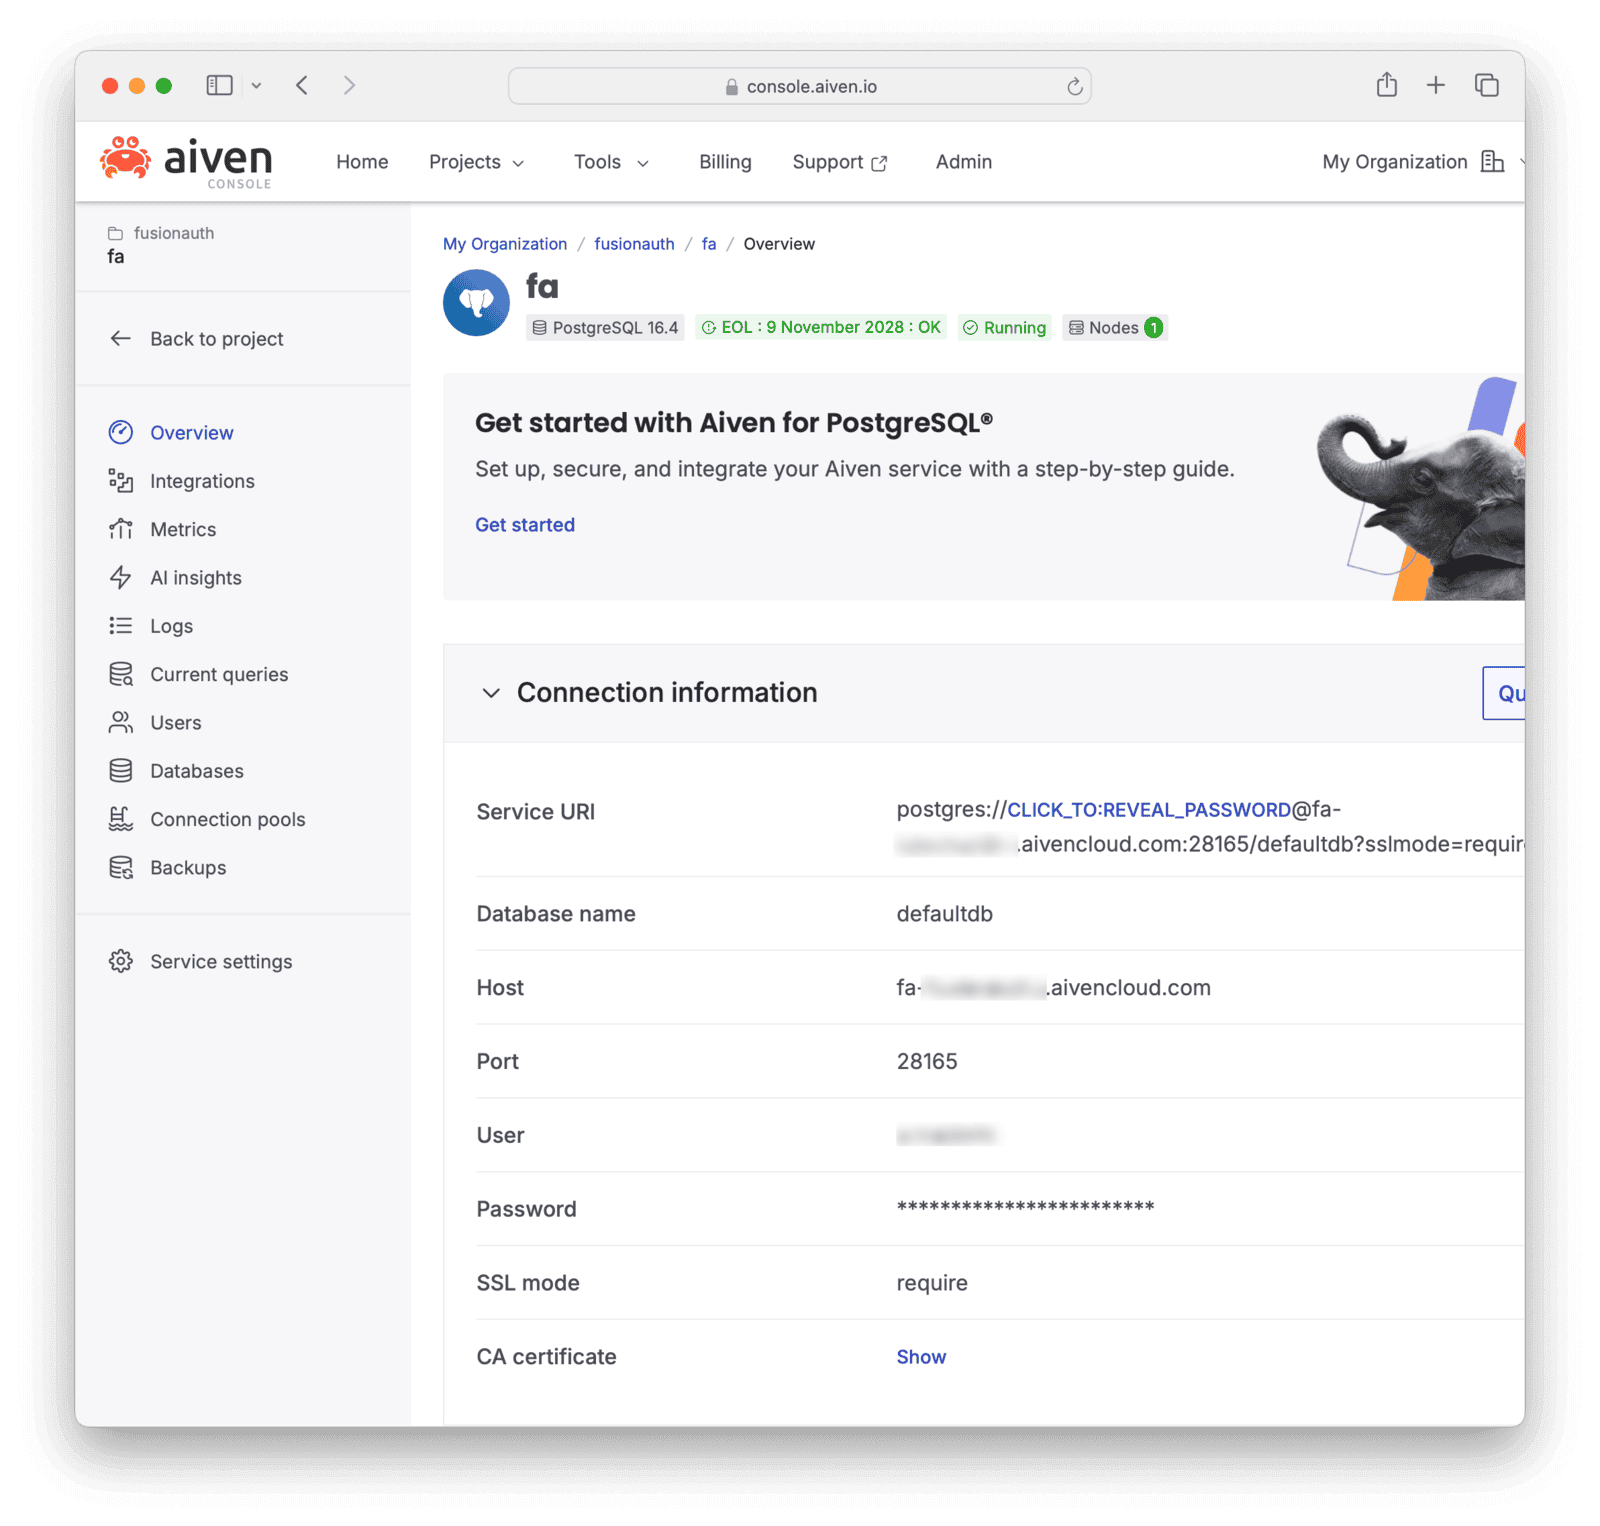 console.aiven.io
aiven
CONSOLE
Home
Projects
Tools
Billing
Support
Admin
My Organization
fusionauth
fa
Back to project
Overview
Integrations
Metrics
AI insights
Logs
Current queries
Users
Databases
Connection pools
Backups
Service settings
My Organization / fusionauth / fa / Overview
fa
PostgreSQL 16.4
EOL : 9 November 2028 : OK
Running
Nodes 1
Get started with Aiven for PostgreSQL®
Set up, secure, and integrate your Aiven service with a step-by-step guide.
Get started
Connection information
Qu
Service URI
postgres://CLICK_TO:REVEAL_PASSWORD@fa-
.aivencloud.com:28165/defaultdb?sslmode=require
Database name
defaultdb
Host
fa-
.aivencloud.com
Port
28165
User
Password
************************
SSL mode
require
CA certificate
Show